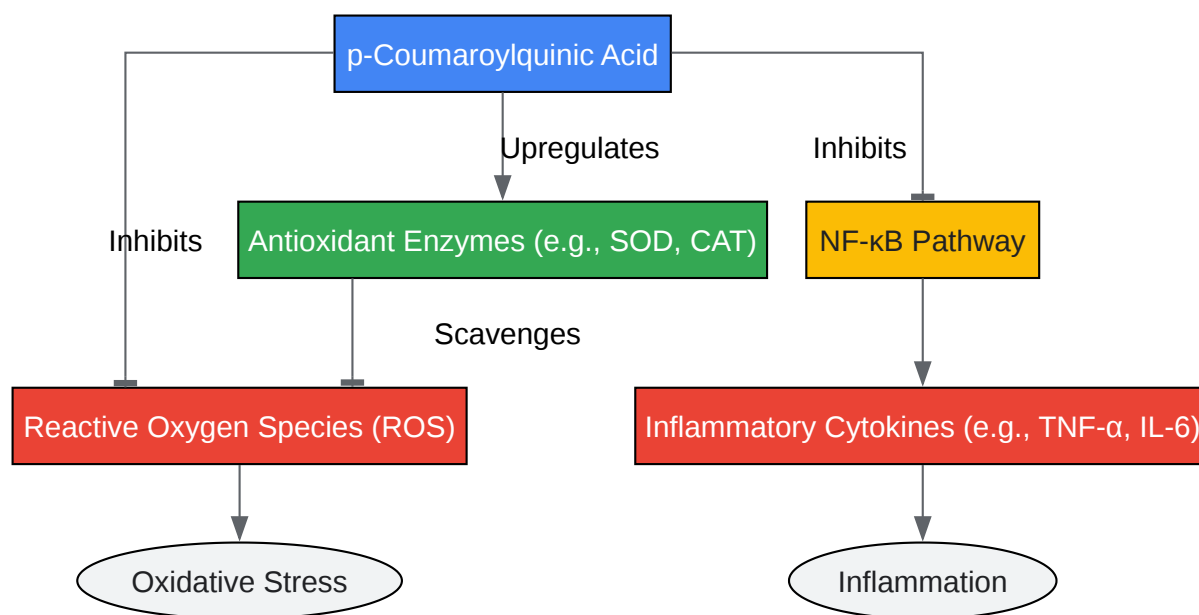 p-Coumaroylquinic Acid
Upregulates
Inhibits
Inhibits
Antioxidant Enzymes (e.g., SOD, CAT)
NF-κB Pathway
Scavenges
Reactive Oxygen Species (ROS)
Inflammatory Cytokines (e.g., TNF-α, IL-6)
Oxidative Stress
Inflammation